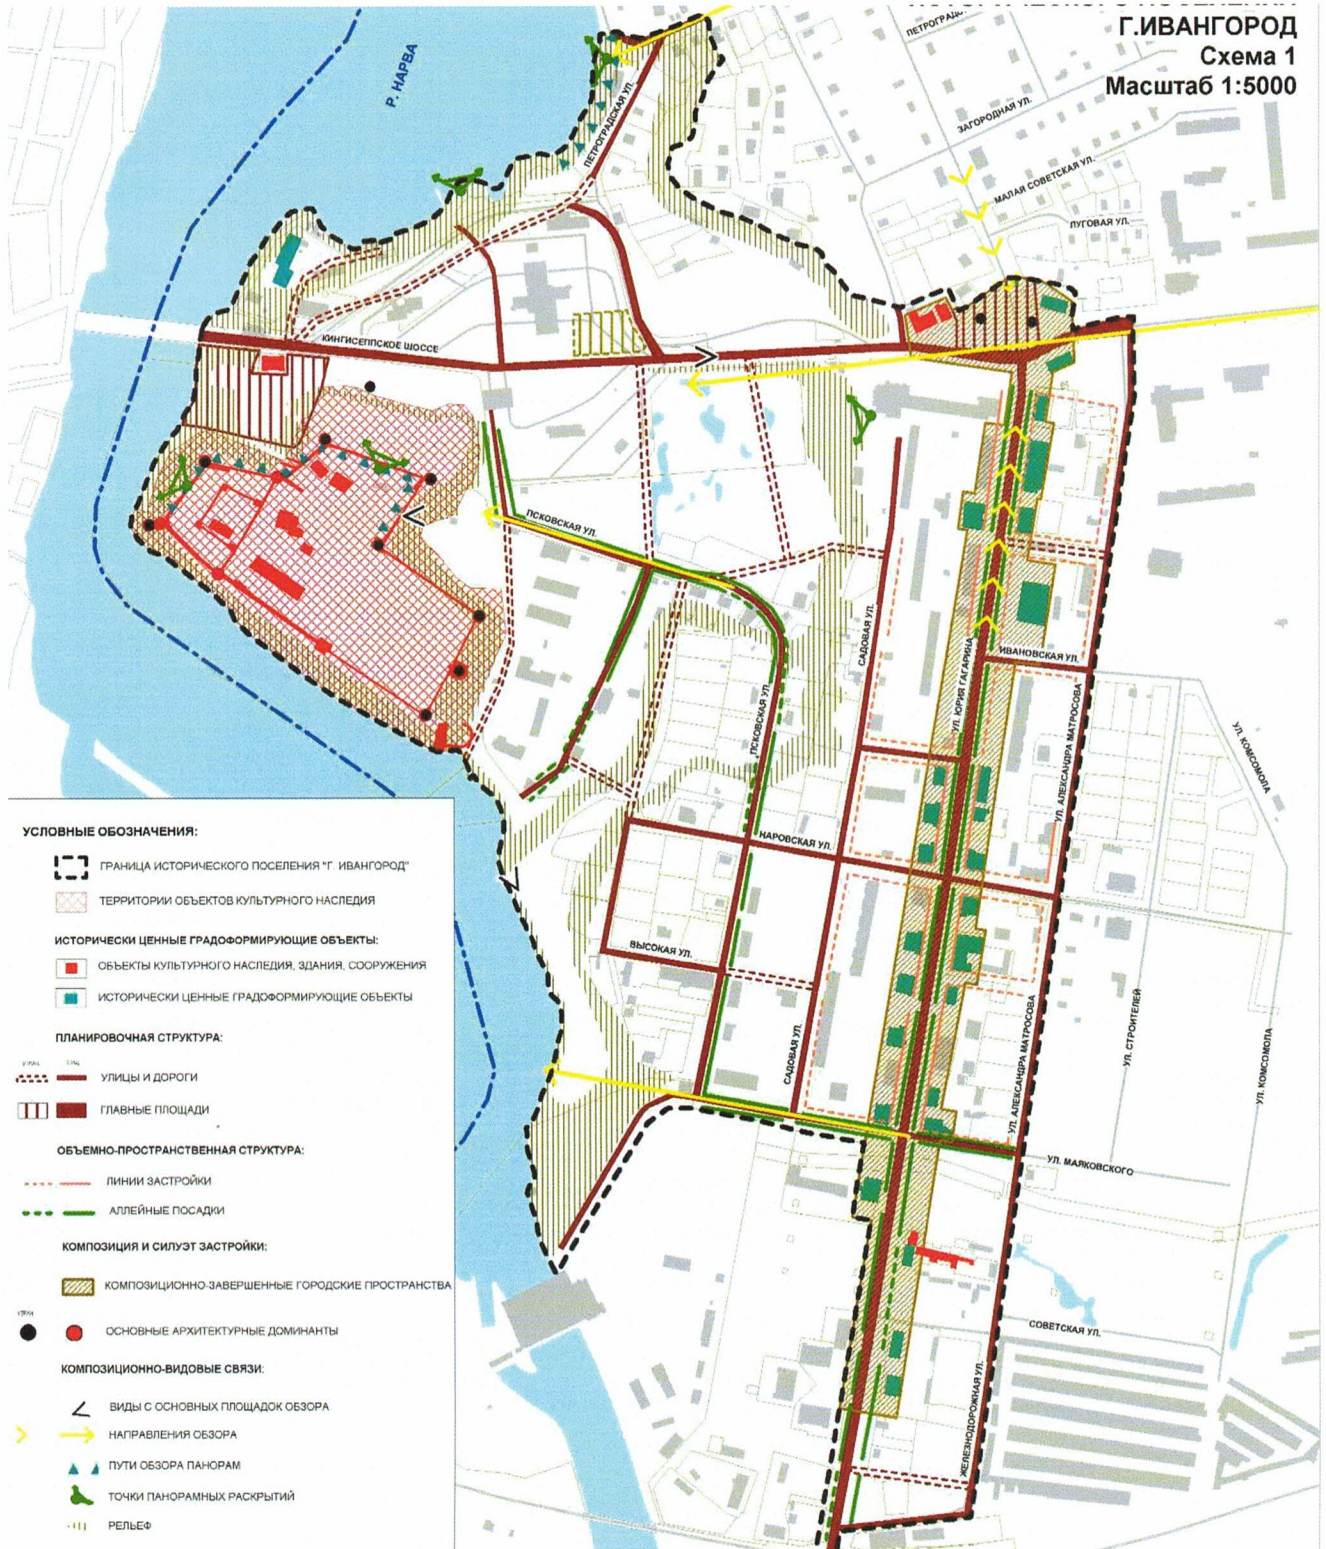 Г.ИВАНГОРОД
Схема 1
Масштаб 1:5000
Р. НАРВА
ПЕТРОГРАДСКАЯ УЛ.
ЗАГОРОДНАЯ УЛ.
МАЛАЯ СОВЕТСКАЯ УЛ.
ЛУГОВАЯ УЛ.
КИНГИСЕППСКОЕ ШОССЕ
ПСКОВСКАЯ УЛ.
САДОВАЯ УЛ.
УЛ. ЮРИЯ ГАГАРИНА
ИВАНОВСКАЯ УЛ.
ПСКОВСКАЯ УЛ.
УЛ. АЛЕКСАНДРА МАТРОСОВА
УЛ. КОМСОМОЛА
НАРОВСКАЯ УЛ.
ВЫСОКАЯ УЛ.
САДОВАЯ УЛ.
УЛ. АЛЕКСАНДРА МАТРОСОВА
УЛ. СТРОИТЕЛЕЙ
УЛ. КОМСОМОЛА
УЛ. МАЯКОВСКОГО
СОВЕТСКАЯ УЛ.
ЖЕЛЕЗНОДОРОЖНАЯ УЛ.
УСЛОВНЫЕ ОБОЗНАЧЕНИЯ:
ГРАНИЦА ИСТОРИЧЕСКОГО ПОСЕЛЕНИЯ "Г. ИВАНГОРОД"
ТЕРРИТОРИИ ОБЪЕКТОВ КУЛЬТУРНОГО НАСЛЕДИЯ
ИСТОРИЧЕСКИ ЦЕННЫЕ ГРАДОФОРМИРУЮЩИЕ ОБЪЕКТЫ:
ОБЪЕКТЫ КУЛЬТУРНОГО НАСЛЕДИЯ, ЗДАНИЯ, СООРУЖЕНИЯ
ИСТОРИЧЕСКИ ЦЕННЫЕ ГРАДОФОРМИРУЮЩИЕ ОБЪЕКТЫ
ПЛАНИРОВОЧНАЯ СТРУКТУРА:
УЛИЦЫ И ДОРОГИ
ГЛАВНЫЕ ПЛОЩАДИ
ОБЪЕМНО-ПРОСТРАНСТВЕННАЯ СТРУКТУРА:
ЛИНИИ ЗАСТРОЙКИ
АЛЛЕЙНЫЕ ПОСАДКИ
КОМПОЗИЦИЯ И СИЛУЭТ ЗАСТРОЙКИ:
КОМПОЗИЦИОННО-ЗАВЕРШЕННЫЕ ГОРОДСКИЕ ПРОСТРАНСТВА
ОСНОВНЫЕ АРХИТЕКТУРНЫЕ ДОМИНАНТЫ
КОМПОЗИЦИОННО-ВИДОВЫЕ СВЯЗИ:
ВИДЫ С ОСНОВНЫХ ПЛОЩАДОК ОБЗОРА
НАПРАВЛЕНИЯ ОБЗОРА
ПУТИ ОБЗОРА ПАНОРАМ
ТОЧКИ ПАНОРАМНЫХ РАСКРЫТИЙ
РЕЛЬЕФ